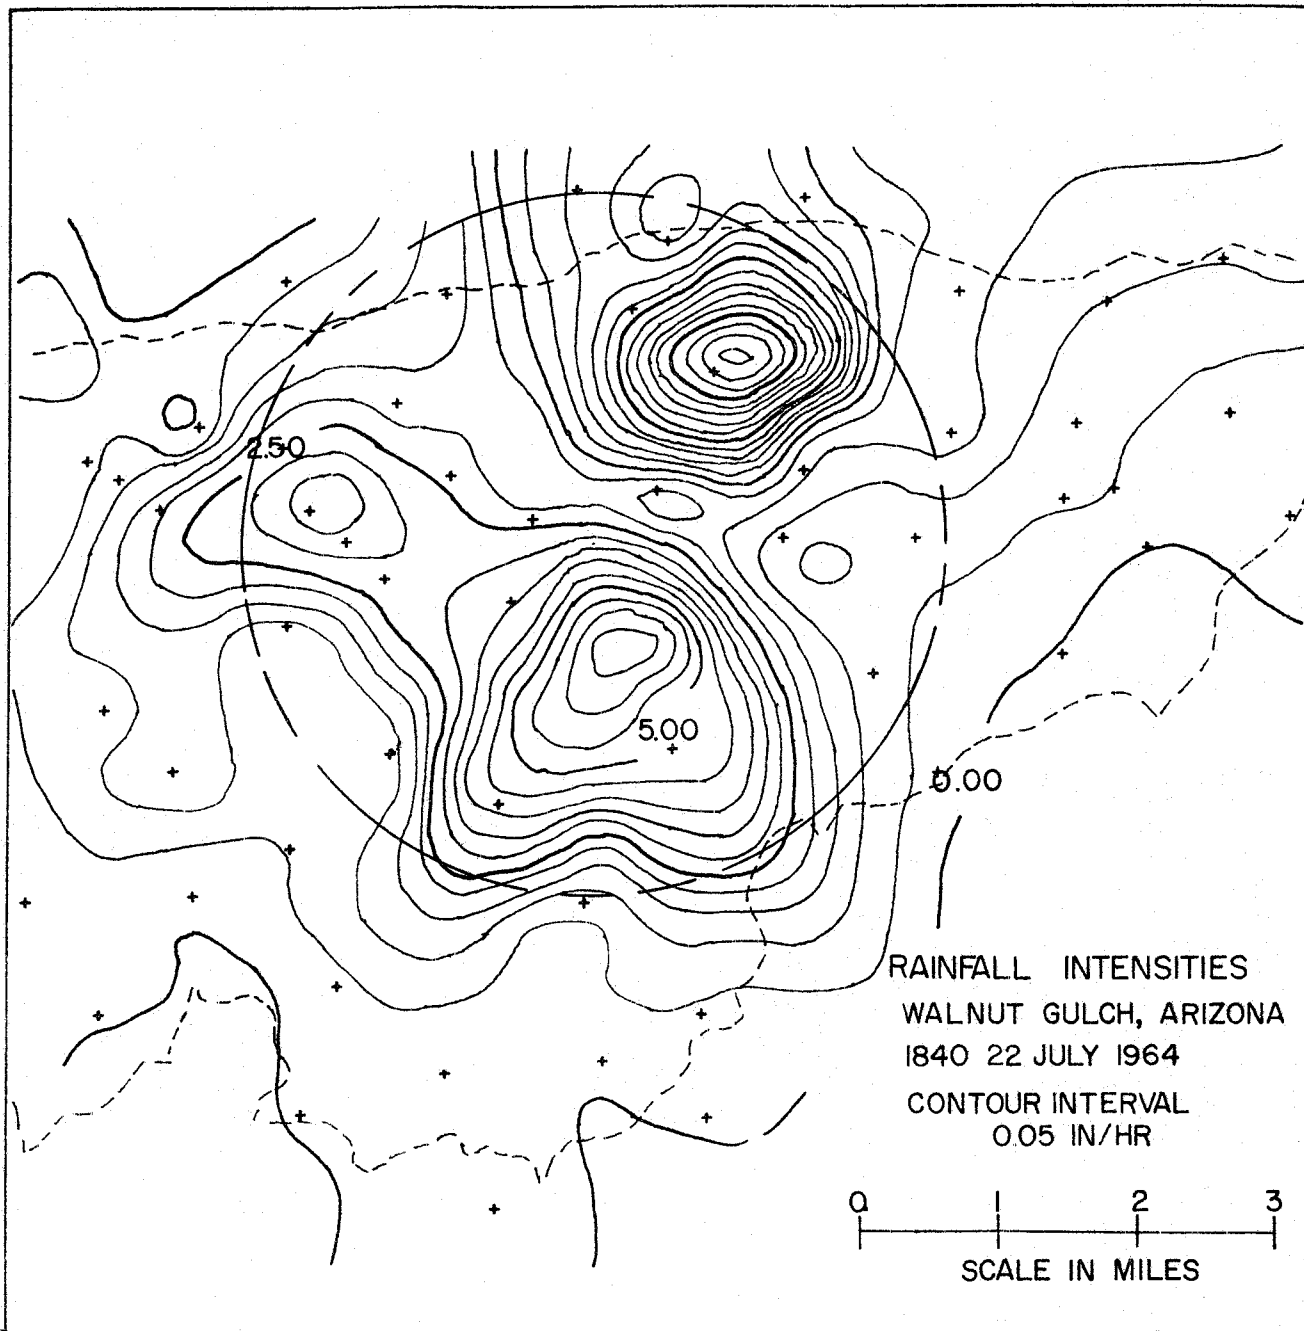 2.50
5.00
0.00
RAINFALL INTENSITIES
WALNUT GULCH, ARIZONA
1840 22 JULY 1964
CONTOUR INTERVAL
0.05 IN/HR
0 1 2 3
SCALE IN MILES